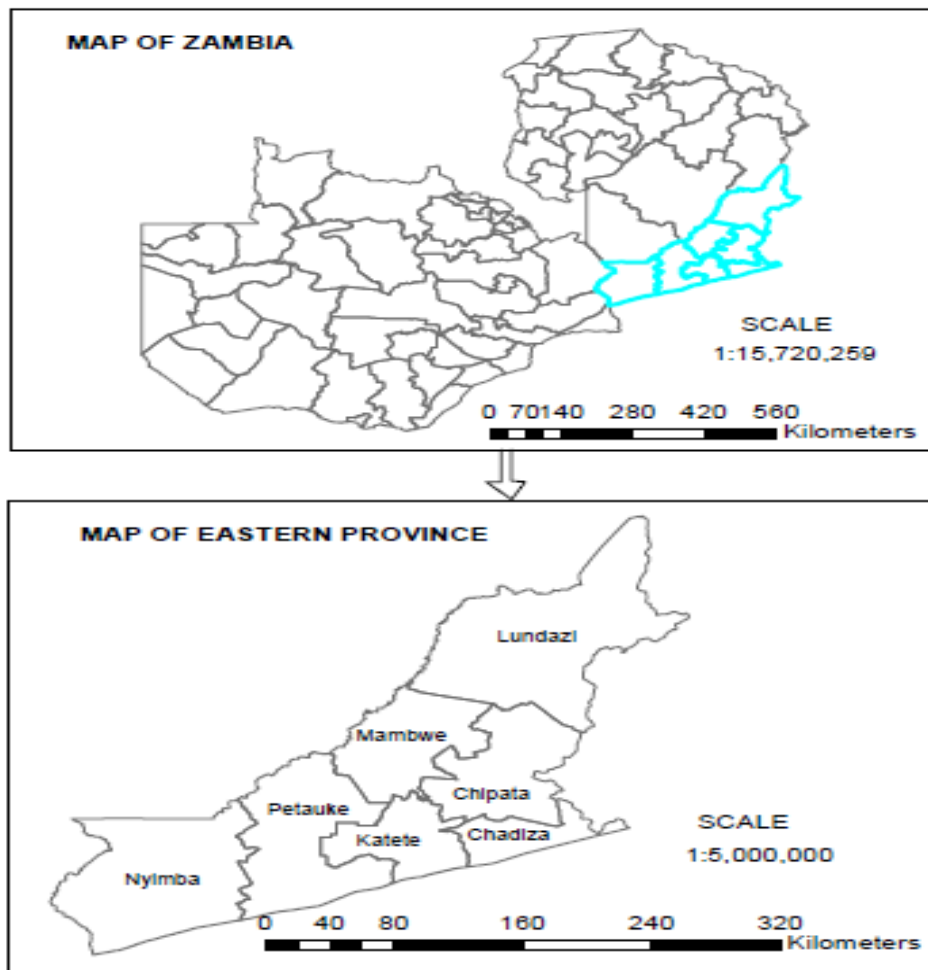 MAP OF ZAMBIA
SCALE
1:15,720,259
0 70140 280 420 560
Kilometers
MAP OF EASTERN PROVINCE
Lundazi
Mambwe
Chipata
Petauke
Katete
Chadiza
Nyimba
SCALE
1:5,000,000
0 40 80 160 240 320
Kilometers